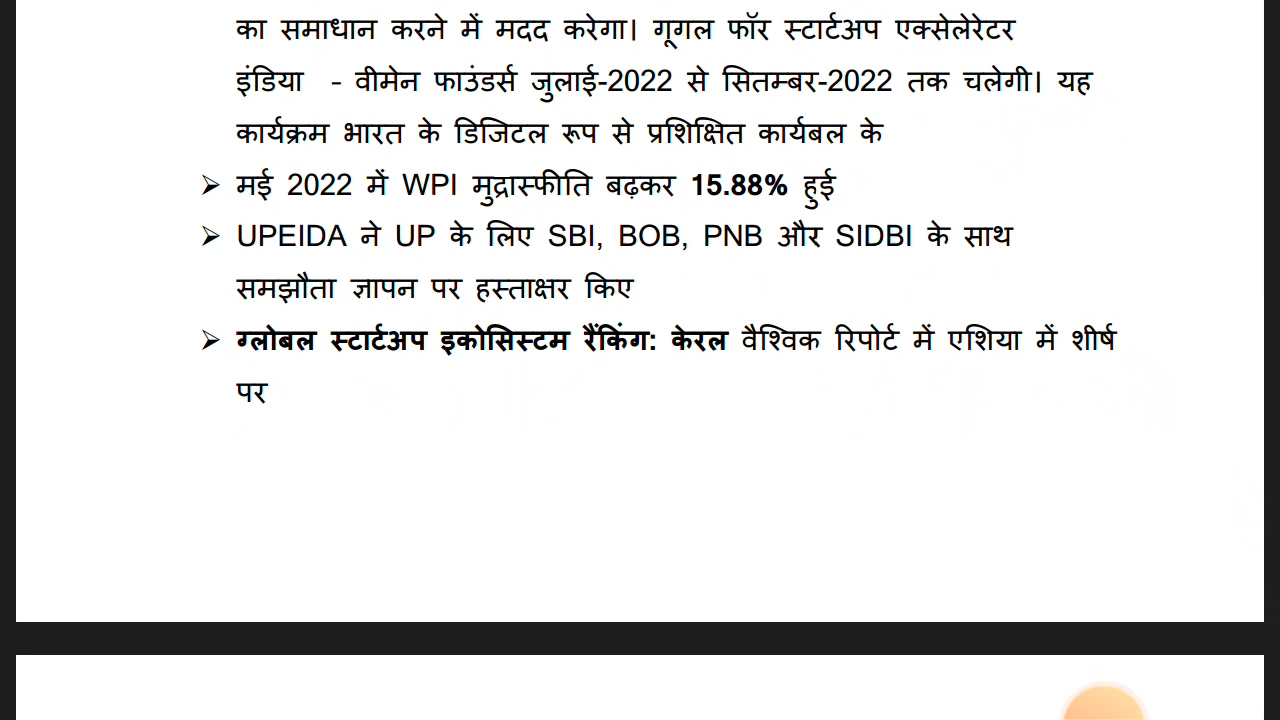 का समाधान करने में मदद करेगा। गूगल फॉर स्टार्टअप एक्सेलेरेटर
इंडिया - वीमेन फाउंडर्स जुलाई-2022 से सितम्बर-2022 तक चलेगी। यह
कार्यक्रम भारत के डिजिटल रूप से प्रशिक्षित कार्यबल के
➢ मई 2022 में WPI मुद्रास्फीति बढ़कर 15.88% हुई
➢ UPEIDA ने UP के लिए SBI, BOB, PNB और SIDBI के साथ
समझौता ज्ञापन पर हस्ताक्षर किए
➢ ग्लोबल स्टार्टअप इकोसिस्टम रैंकिंग: केरल वैश्विक रिपोर्ट में एशिया में शीर्ष
पर